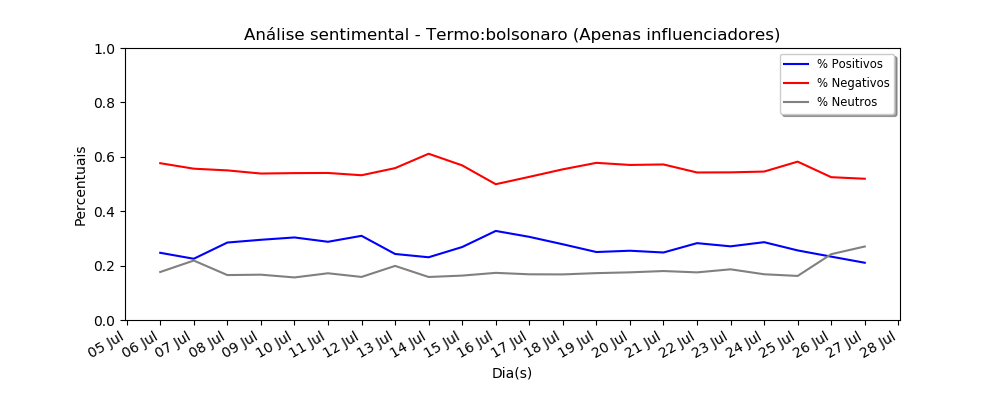 Análise sentimental - Termo:bolsonaro (Apenas influenciadores)
% Positivos
% Negativos
% Neutros
Percentuais
1.0
0.8
0.6
0.4
0.2
0.0
05 Jul
06 Jul
07 Jul
08 Jul
09 Jul
10 Jul
11 Jul
12 Jul
13 Jul
14 Jul
15 Jul
16 Jul
17 Jul
18 Jul
19 Jul
20 Jul
21 Jul
22 Jul
23 Jul
24 Jul
25 Jul
26 Jul
27 Jul
28 Jul
Dia(s)